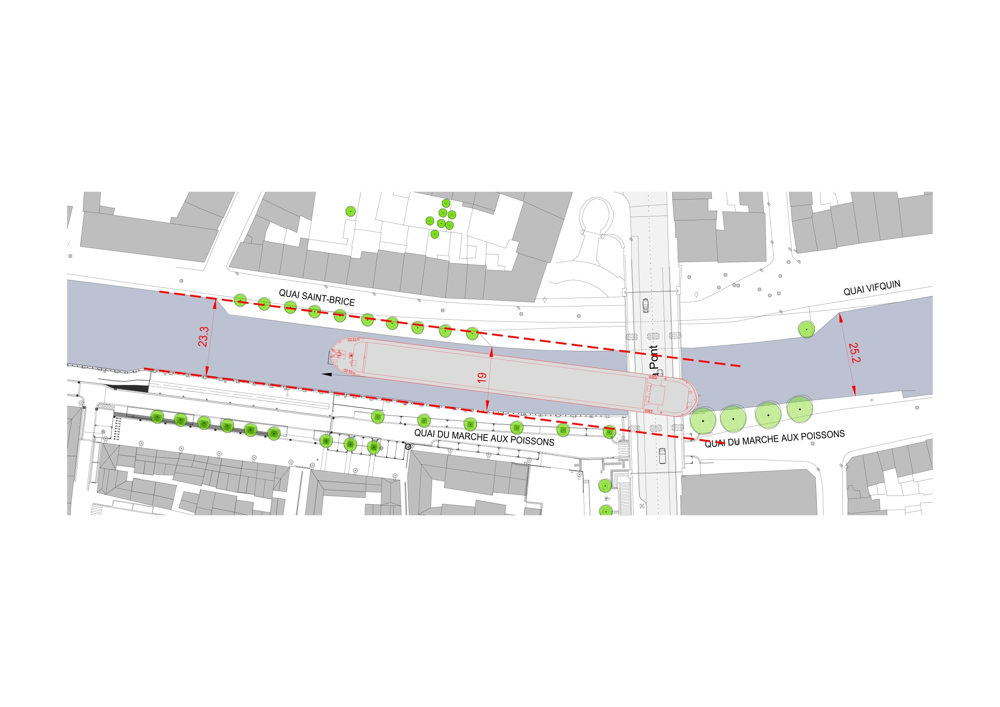 QUAI SAINT-BRICE
QUAI VIFQUIN
23.3
19
Pont
25.2
QUAI DU MARCHE AUX POISSONS
QUAI DU MARCHE AUX POISSONS